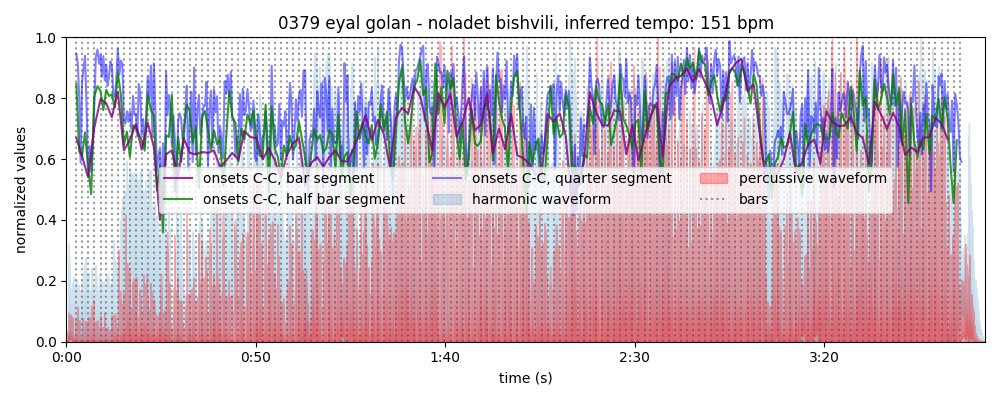 0379 eyal golan - noladet bishvili, inferred tempo: 151 bpm
normalized values
1.0
0.8
0.6
0.4
0.2
0.0
onsets C-C, bar segment
onsets C-C, half bar segment
onsets C-C, quarter segment
harmonic waveform
percussive waveform
bars
0:00
0:50
1:40
2:30
3:20
time (s)